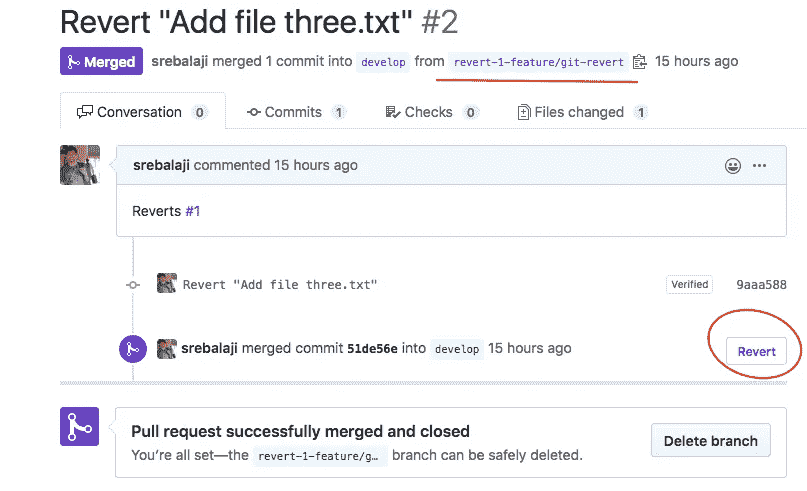 Revert "Add file three.txt" #2
Merged srebalaji merged 1 commit into develop from revert-1-feature/git-revert 15 hours ago
Conversation 0 Commits 1 Checks 0 Files changed 1
srebalaji commented 15 hours ago
Reverts #1
Revert "Add file three.txt" Verified 9aaa588
srebalaji merged commit 51de56e into develop 15 hours ago Revert
Pull request successfully merged and closed
You're all set—the revert-1-feature/g… branch can be safely deleted. Delete branch